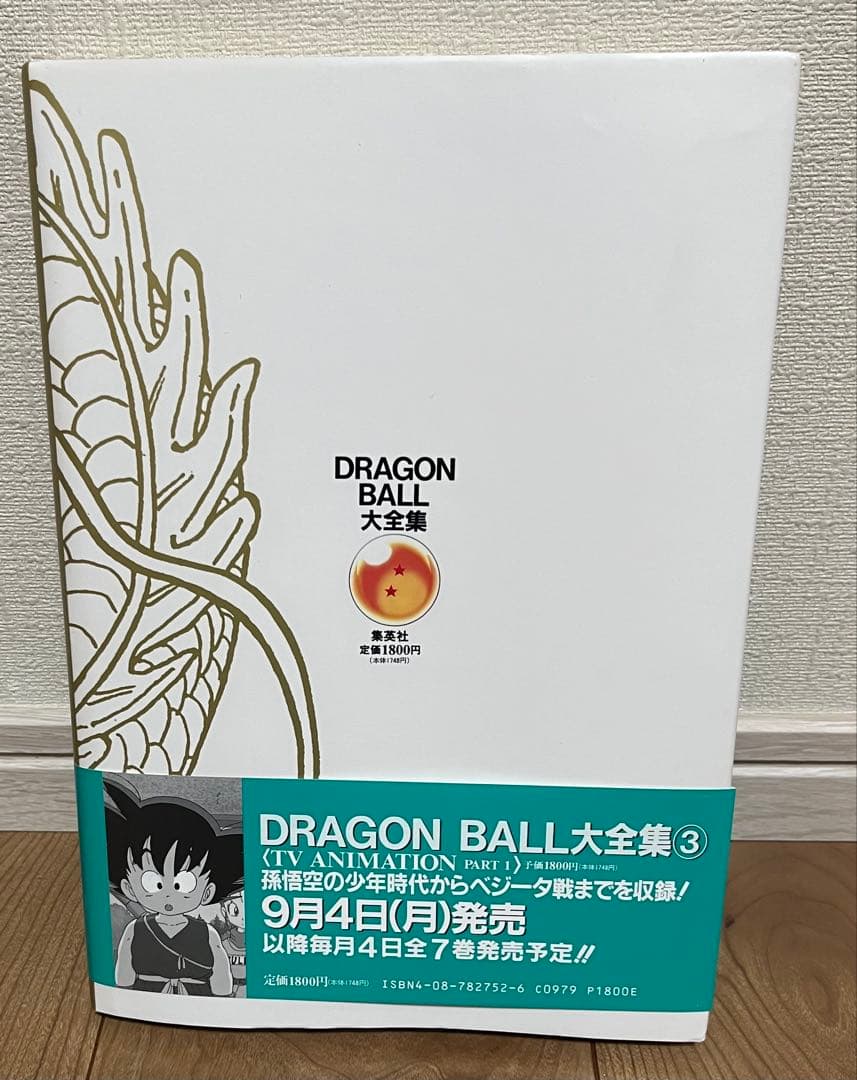 DRAGON
BALL
大全集
集英社
定価1800円
(本体1748円)
DRAGON BALL大全集③
〈TV ANIMATION PART 1〉予価1800円(本体1748円)
孫悟空の少年時代からベジータ戦までを収録!
9月4日(月)発売
以降毎月4日全7巻発売予定!!
定価1800円(本体1748円) ISBN4-08-782752-6 C0979 P1800E